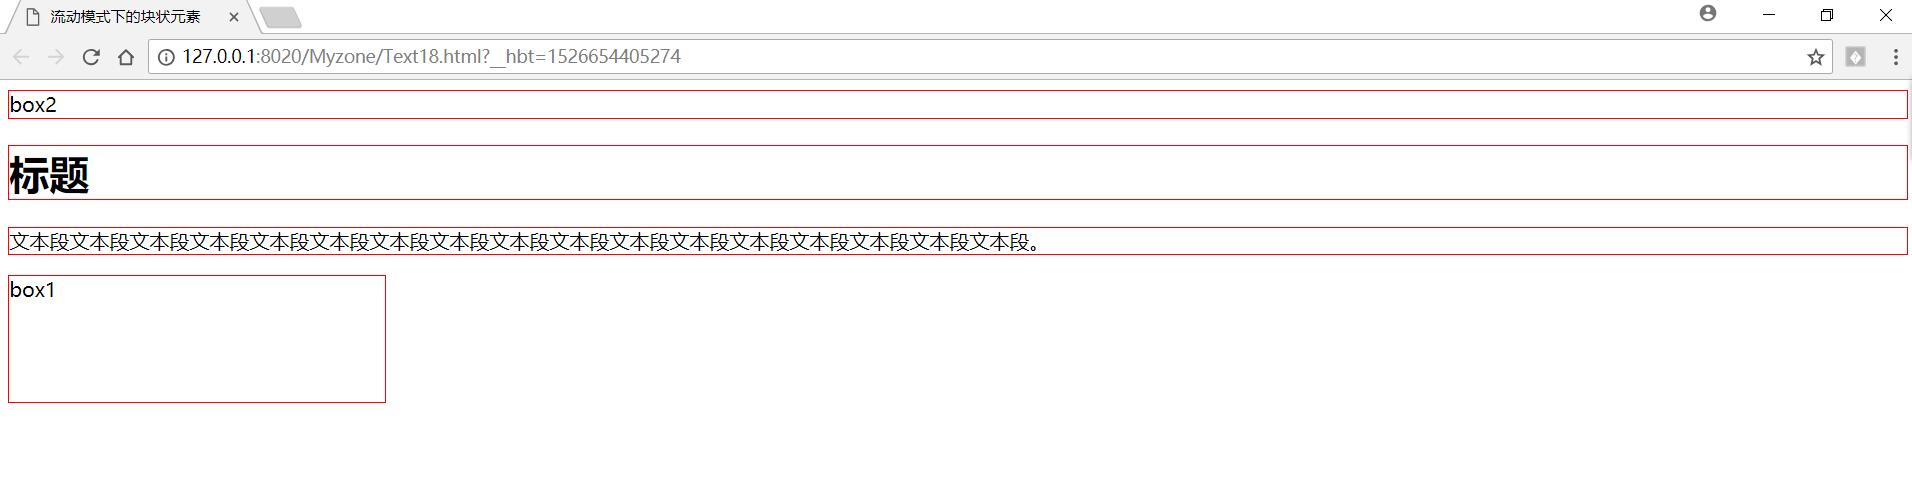 流动模式下的块状元素
127.0.0.1:8020/Myzone/Text18.html?__hbt=1526654405274
box2
标题
文本段文本段文本段文本段文本段文本段文本段文本段文本段文本段文本段文本段文本段文本段文本段文本段文本段。
box1